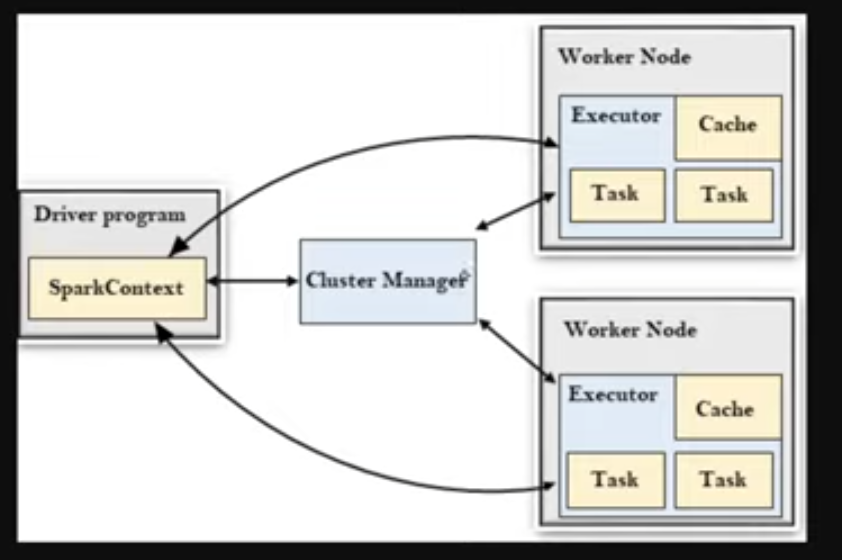 Worker Node
Executor
Cache
Task
Task
Driver program
SparkContext
Cluster Manager
Worker Node
Executor
Cache
Task
Task